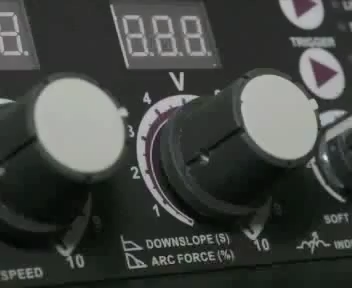 8.8.8.
V
TRIGGER
4
3
2
1
10
DOWNSLOPE (S)
ARC FORCE (%)
10
SPEED
SOFT